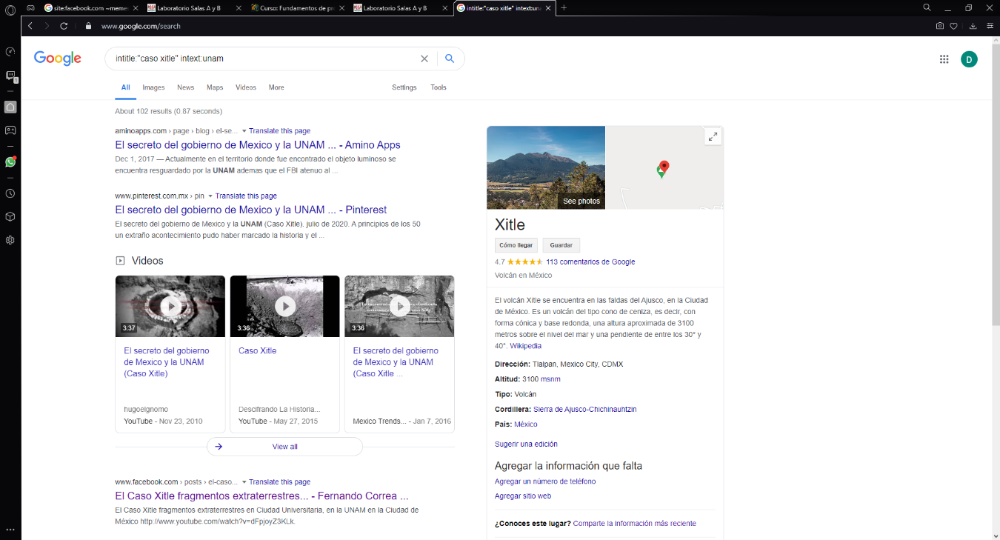 site:facebook.com ~meme
Laboratorio Salas A y B
Curso: Fundamentos de pr
Laboratorio Salas A y B
intitle:"caso xitle" intext:una
www.google.com/search
Google
intitle:"caso xitle" intext:unam
D
All Images News Maps Videos More Settings Tools
About 102 results (0.87 seconds)
aminoapps.com › page › blog › el-se... Translate this page
El secreto del gobierno de Mexico y la UNAM ... - Amino Apps
Dec 1, 2017 — Actualmente en el territorio donde fue encontrado el objeto luminoso se
encuentra resguardado por la UNAM ademas que el FBI atenuo al ...
www.pinterest.com.mx › pin Translate this page
El secreto del gobierno de Mexico y la UNAM ... - Pinterest
El secreto del gobierno de Mexico y la UNAM (Caso Xitle). julio de 2020. A principios de los 50
un extraño acontecimiento pudo haber marcado la historia y el ...
Videos
3:37
El secreto del gobierno
de Mexico y la UNAM
(Caso Xitle)
hugoelgnomo
YouTube - Nov 23, 2010
3:36
Caso Xitle
Descifrando La Historia...
YouTube - May 27, 2015
3:36
El secreto del gobierno
de Mexico y la UNAM
(Caso Xitle ...
Mexico Trends... - Jan 7, 2016
View all
www.facebook.com › posts › el-caso... Translate this page
El Caso Xitle fragmentos extraterrestres... - Fernando Correa ...
El Caso Xitle fragmentos extraterrestres en Ciudad Universitaria, en la UNAM en la Ciudad de
México http://www.youtube.com/watch?v=dFpjoyZ3KLk.
See photos
Xitle
Cómo llegar Guardar
4.7 113 comentarios de Google
Volcán en México
El volcán Xitle se encuentra en las faldas del Ajusco, en la Ciudad
de México. Es un volcán del tipo cono de ceniza, es decir, con
forma cónica y base redonda, una altura aproximada de 3100
metros sobre el nivel del mar y una pendiente de entre los 30° y
40°. Wikipedia
Dirección: Tlalpan, Mexico City, CDMX
Altitud: 3100 msnm
Tipo: Volcán
Cordillera: Sierra de Ajusco-Chichinauhtzin
País: México
Sugerir una edición
Agregar la información que falta
Agregar un número de teléfono
Agregar sitio web
¿Conoces este lugar? Comparte la información más reciente